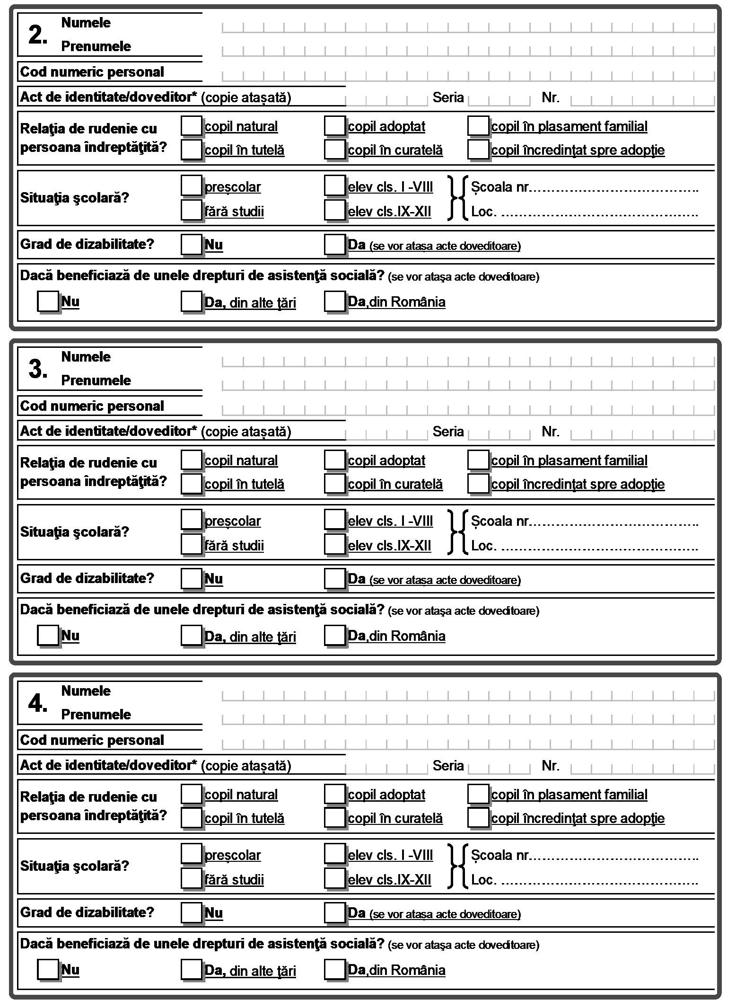 2. Numele
Prenumele
Cod numeric personal
Act de identitate/doveditor* (copie atașată) Seria Nr.
Relaţia de rudenie cu persoana îndreptăţită?
copil natural copil adoptat copil în plasament familial
copil în tutelă copil în curatelă copil încredinţat spre adopţie
Situaţia şcolară?
preșcolar elev cls. I -VIII Școala nr.......................................
fără studii elev cls.IX-XII Loc. .............................................
Grad de dizabilitate? Nu Da (se vor atașa acte doveditoare)
Dacă beneficiază de unele drepturi de asistenţă socială? (se vor ataşa acte doveditoare)
Nu Da, din alte ţări Da,din România
3. Numele
Prenumele
Cod numeric personal
Act de identitate/doveditor* (copie atașată) Seria Nr.
Relaţia de rudenie cu persoana îndreptăţită?
copil natural copil adoptat copil în plasament familial
copil în tutelă copil în curatelă copil încredinţat spre adopţie
Situaţia şcolară?
preșcolar elev cls. I -VIII Școala nr.......................................
fără studii elev cls.IX-XII Loc. .............................................
Grad de dizabilitate? Nu Da (se vor atașa acte doveditoare)
Dacă beneficiază de unele drepturi de asistenţă socială? (se vor ataşa acte doveditoare)
Nu Da, din alte ţări Da,din România
4. Numele
Prenumele
Cod numeric personal
Act de identitate/doveditor* (copie atașată) Seria Nr.
Relaţia de rudenie cu persoana îndreptăţită?
copil natural copil adoptat copil în plasament familial
copil în tutelă copil în curatelă copil încredinţat spre adopţie
Situaţia şcolară?
preșcolar elev cls. I -VIII Școala nr.......................................
fără studii elev cls.IX-XII Loc. .............................................
Grad de dizabilitate? Nu Da (se vor atașa acte doveditoare)
Dacă beneficiază de unele drepturi de asistenţă socială? (se vor ataşa acte doveditoare)
Nu Da, din alte ţări Da,din România